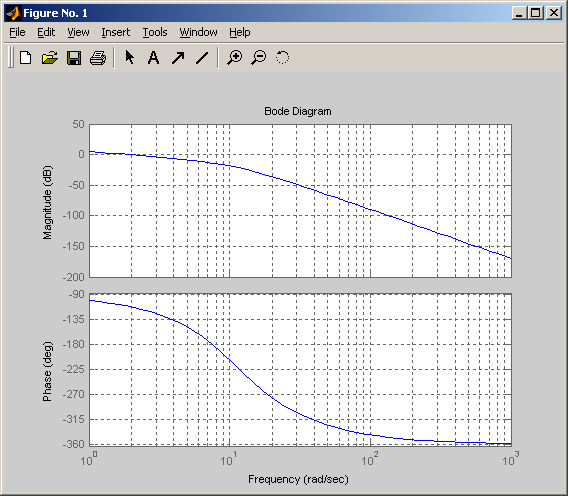 Figure No. 1
File Edit View Insert Tools Window Help
A
Bode Diagram
50
0
-50
-100
-150
-200
Magnitude (dB)
-90
-135
-180
-225
-270
-315
-360
Phase (deg)
10^0 10^1 10^2 10^3
Frequency (rad/sec)